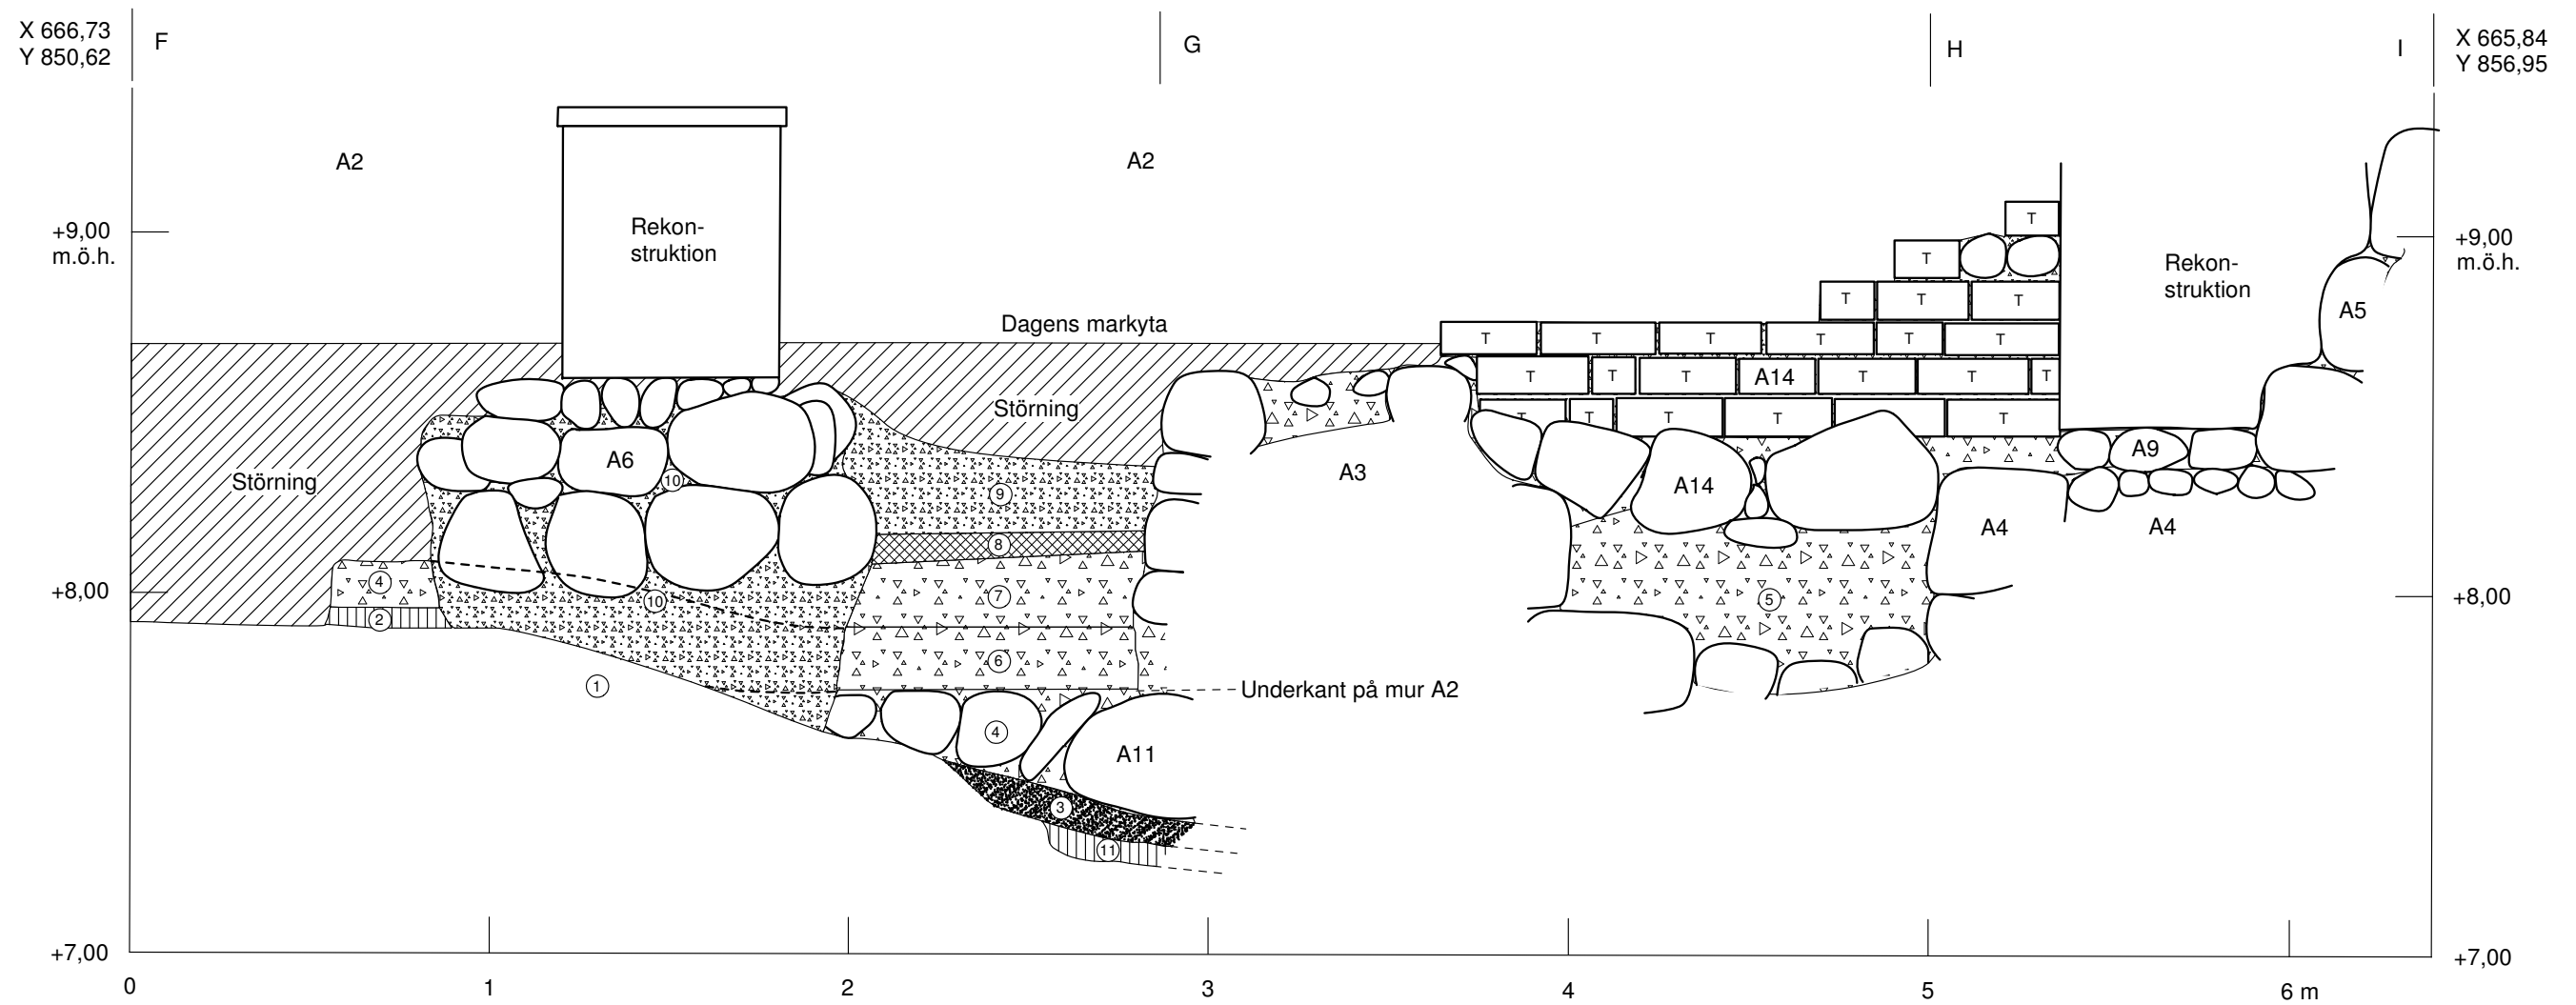 X 666,73
Y 850,62
F
G
H
I
X 665,84
Y 856,95
A2
A2
+9,00
m.ö.h.
Rekon-
struktion
T
T
+9,00
m.ö.h.
Rekon-
struktion
Dagens markyta
T
T
T
A5
T
T
T
T
T
T
T
T
T
A14
T
T
T
Störning
T
T
T
T
T
A6
10
A3
A9
Störning
9
A14
A4
A4
8
4
7
+8,00
10
5
+8,00
2
6
1
Underkant på mur A2
4
A11
3
11
+7,00
+7,00
0
1
2
3
4
5
6 m